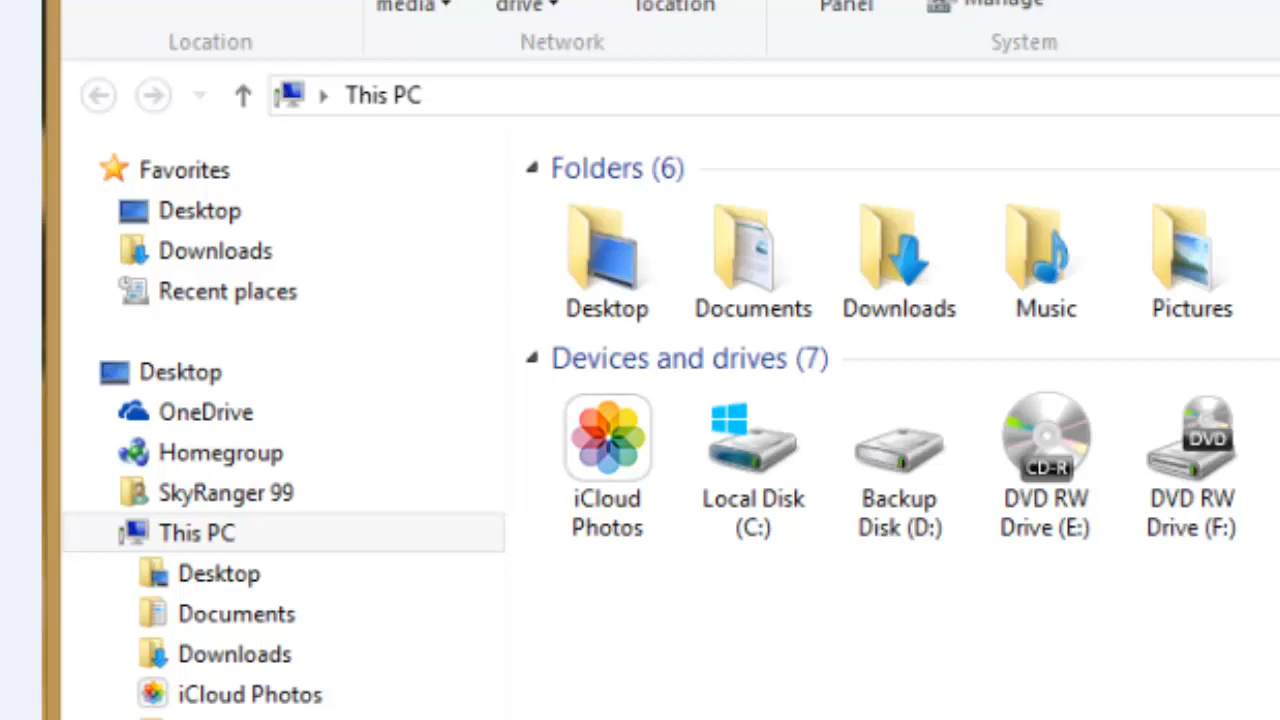 media drive location Panel Manage
Location Network System
This PC
Favorites
Desktop
Downloads
Recent places
Desktop
OneDrive
Homegroup
SkyRanger 99
This PC
Desktop
Documents
Downloads
iCloud Photos
Folders (6)
Desktop Documents Downloads Music Pictures
Devices and drives (7)
CD-R DVD
iCloud Local Disk Backup DVD RW DVD RW
Photos (C:) Disk (D:) Drive (E:) Drive (F:)